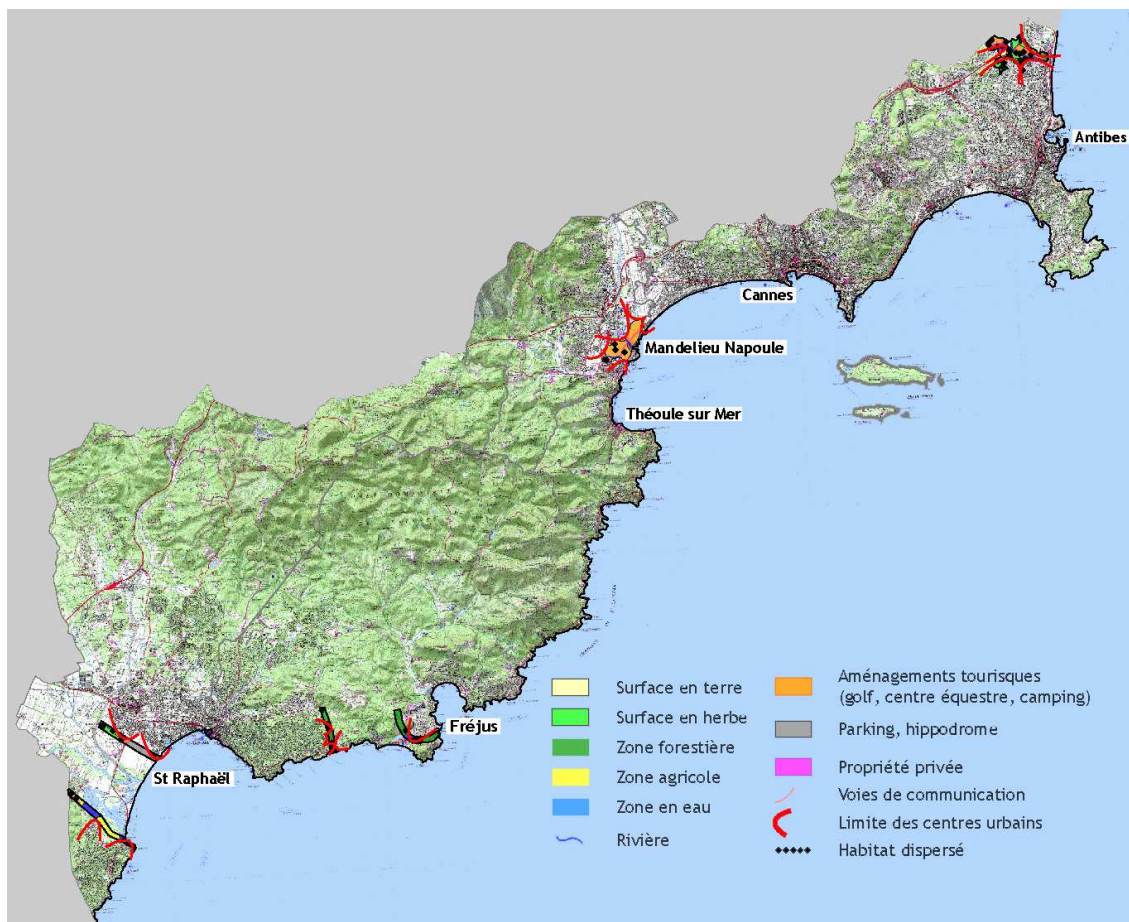 Antibes
Cannes
Mandelieu Napoule
Théoule sur Mer
Fréjus
St Raphaël
Surface en terre
Surface en herbe
Zone forestière
Zone agricole
Zone en eau
Rivière
Aménagements tourisques
(golf, centre équestre, camping)
Parking, hippodrome
Propriété privée
Voies de communication
Limite des centres urbains
Habitat dispersé